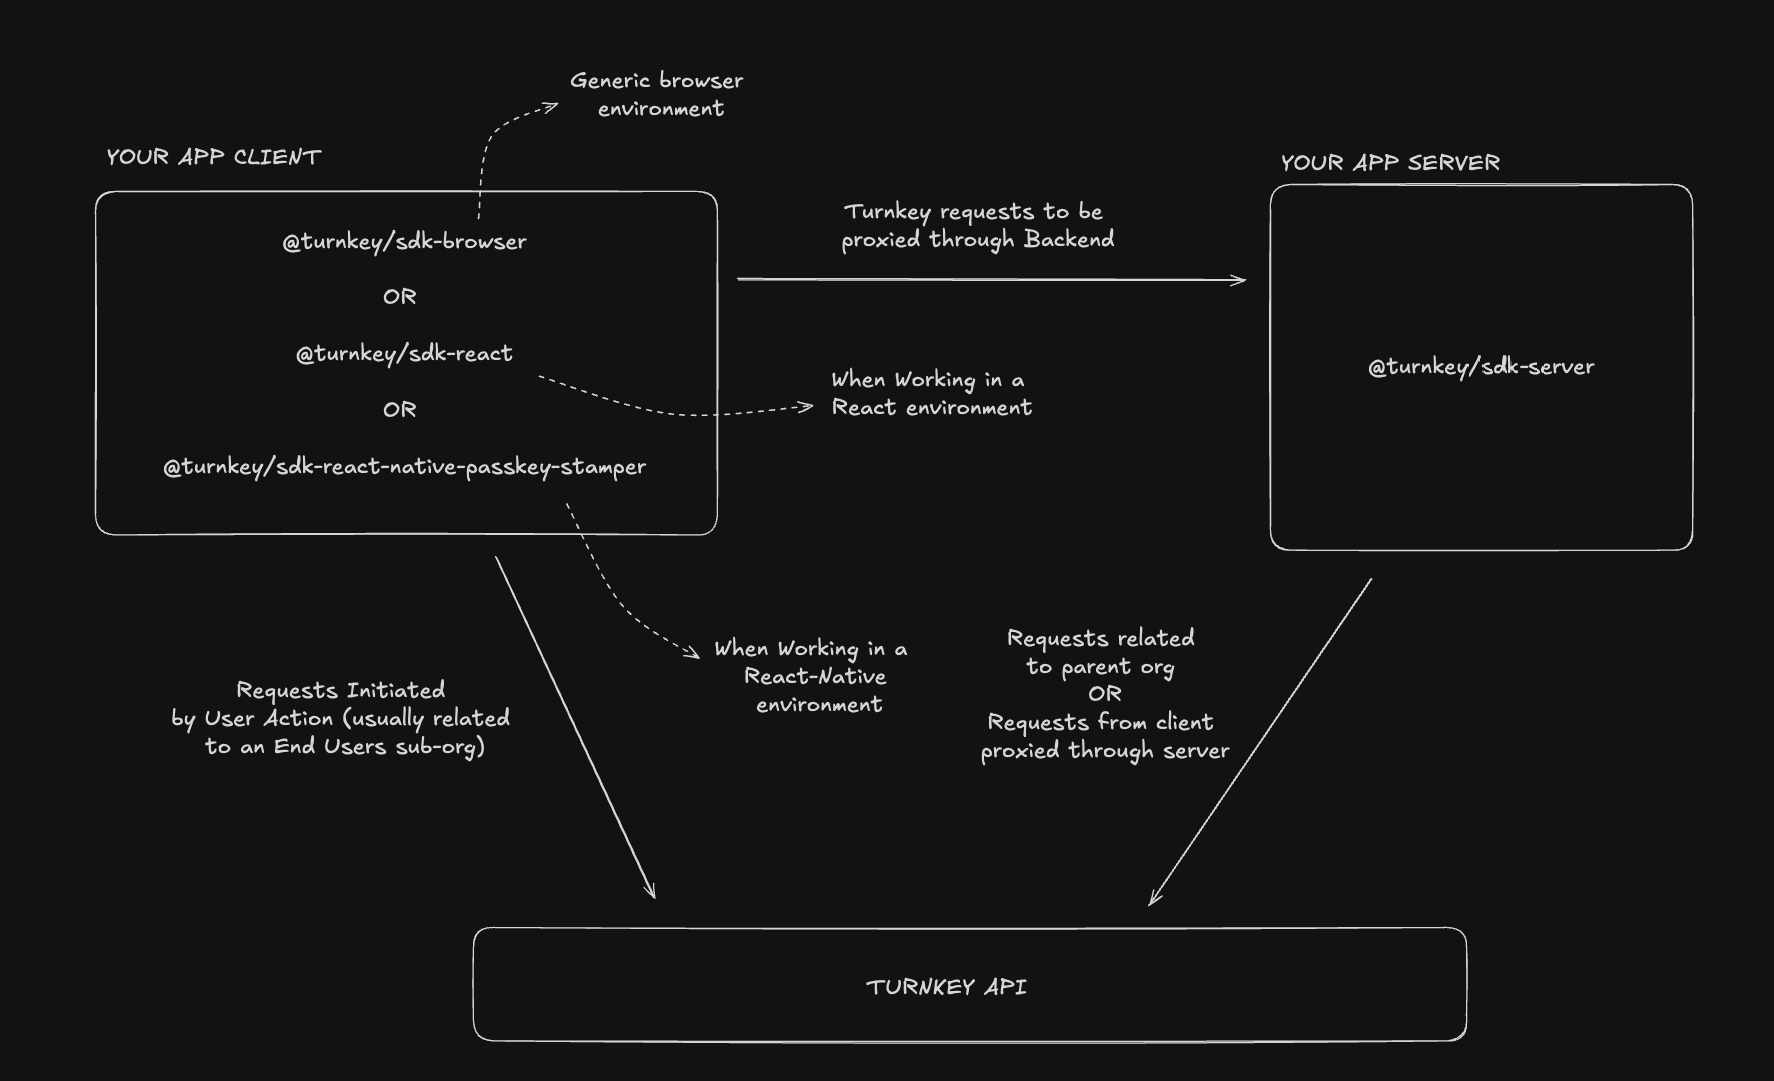 Generic browser
environment
YOUR APP CLIENT
@turnkey/sdk-browser
OR
@turnkey/sdk-react
OR
@turnkey/sdk-react-native-passkey-stamper
Turnkey requests to be
proxied through Backend
When Working in a
React environment
YOUR APP SERVER
@turnkey/sdk-server
Requests Initiated
by User Action (usually related
to an End Users sub-org)
When Working in a
React-Native
environment
Requests related
to parent org
OR
Requests from client
proxied through server
TURNKEY API